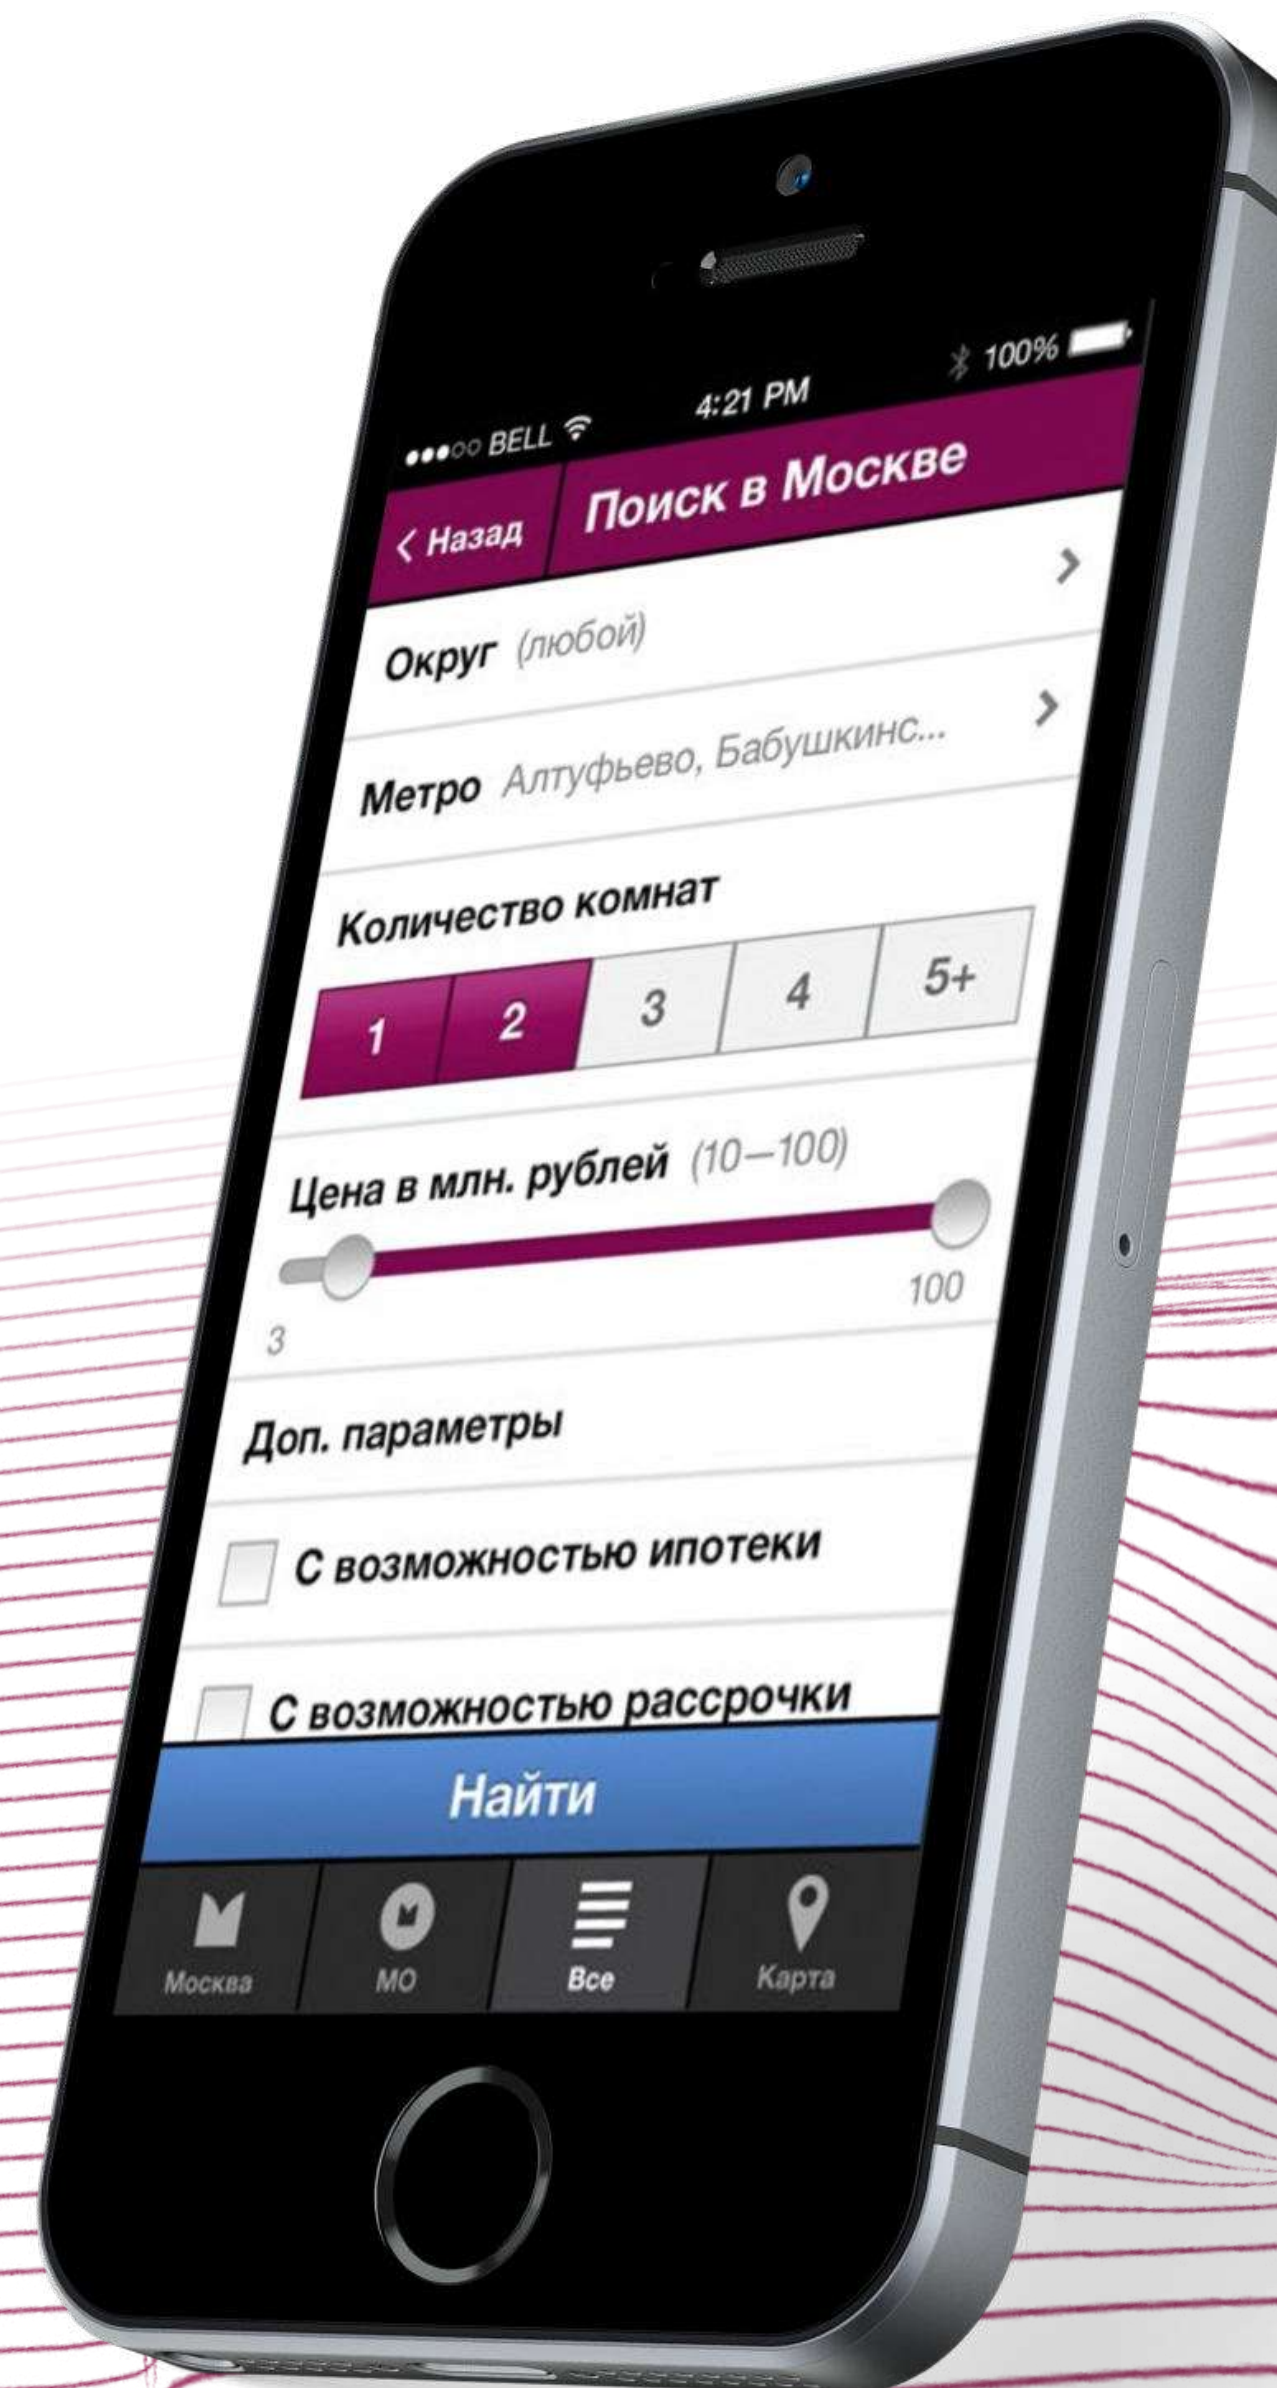 BELL 4:21 PM 100%
Назад Поиск в Москве
Округ (любой)
Метро Алтуфьево, Бабушкинс...
Количество комнат
1 2 3 4 5+
Цена в млн. рублей (10—100)
3 100
Доп. параметры
С возможностью ипотеки
С возможностью рассрочки
Найти
Москва МО Все Карта